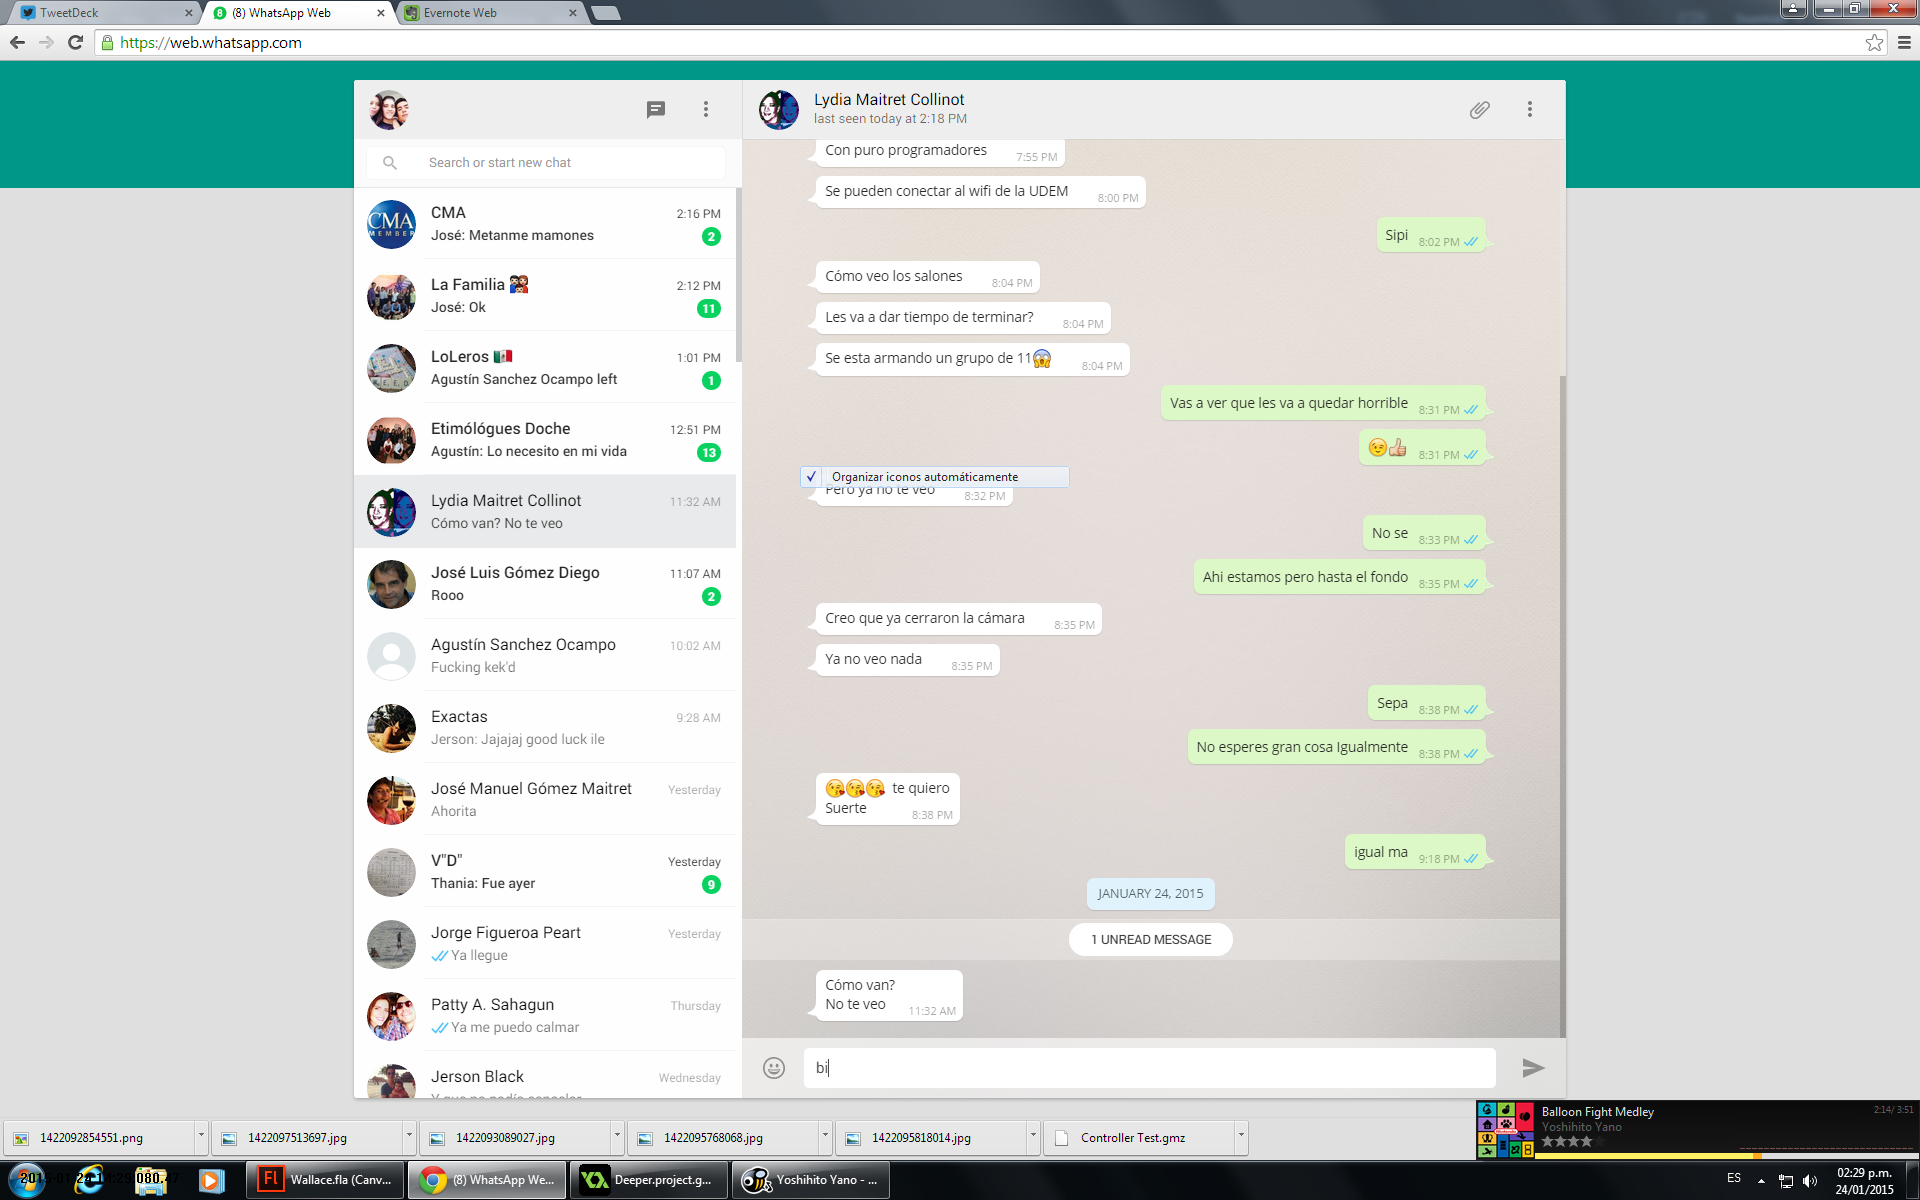 TweetDeck
(8) WhatsApp Web
Evernote Web
https://web.whatsapp.com
Search or start new chat
CMA 2:16 PM
José: Metanme mamones 2
La Familia 👪 2:12 PM
José: Ok 11
LoLeros 🇲🇽 1:01 PM
Agustín Sanchez Ocampo left 1
Etimólógues Doche 12:51 PM
Agustín: Lo necesito en mi vida 13
Lydia Maitret Collinot 11:32 AM
Cómo van? No te veo
José Luis Gómez Diego 11:07 AM
Rooo 2
Agustín Sanchez Ocampo 10:02 AM
Fucking kek'd
Exactas 9:28 AM
Jerson: Jajajaj good luck ile
José Manuel Gómez Maitret Yesterday
Ahorita
V"D" Yesterday
Thania: Fue ayer 9
Jorge Figueroa Peart Yesterday
Ya llegue
Patty A. Sahagun Thursday
Ya me puedo calmar
Jerson Black Wednesday
Lydia Maitret Collinot
last seen today at 2:18 PM
Con puro programadores 7:55 PM
Se pueden conectar al wifi de la UDEM 8:00 PM
Sipi 8:02 PM
Cómo veo los salones 8:04 PM
Les va a dar tiempo de terminar? 8:04 PM
Se esta armando un grupo de 11😱 8:04 PM
Vas a ver que les va a quedar horrible 8:31 PM
😉👍 8:31 PM
✓ Organizar iconos automáticamente
Pero ya no te veo 8:32 PM
No se 8:33 PM
Ahi estamos pero hasta el fondo 8:35 PM
Creo que ya cerraron la cámara 8:35 PM
Ya no veo nada 8:35 PM
Sepa 8:38 PM
No esperes gran cosa Igualmente 8:38 PM
😘😘😘 te quiero
Suerte 8:38 PM
igual ma 9:18 PM
JANUARY 24, 2015
1 UNREAD MESSAGE
Cómo van?
No te veo 11:32 AM
bi
1422092854551.png
1422097513697.jpg
1422093089027.jpg
1422095768068.jpg
1422095818014.jpg
Controller Test.gmz
Balloon Fight Medley 2:14/ 3:51
Yoshihito Yano
Wallace.fla (Canv...
(8) WhatsApp We...
Deeper.project.g...
Yoshihito Yano - ...
ES
02:29 p.m.
24/01/2015